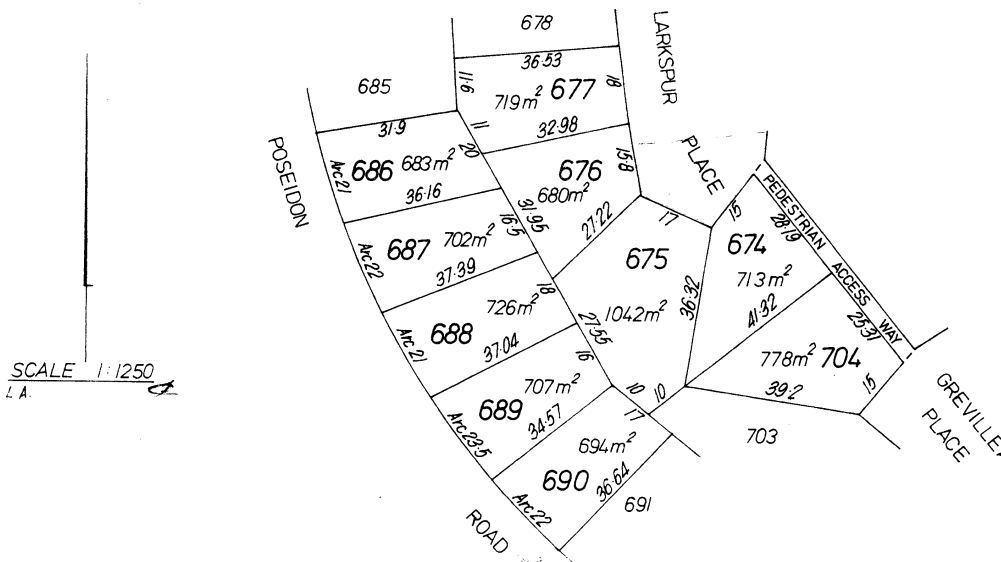 678
LARKSPUR
PLACE
36.53
18
685
11.6
719m² 677
31.9
11
32.98
POSEIDON
20
686 683m²
Arc 21
36.16
676
680m²
15.8
31.95
27.22
17
15
PEDESTRIAN ACCESS WAY
28.19
674
713m²
687 702m²
16.5
Arc 22
37.39
675
1042m²
36.32
41.32
25.37
688
726m²
18
27.55
Arc 21
37.04
16
778m² 704
39.2
15
SCALE 1:1250
L A.
707m²
689
34.57
Arc 23.5
10
10
17
703
GREVILLEA
PLACE
694m²
690
36.64
Arc 22
691
ROAD